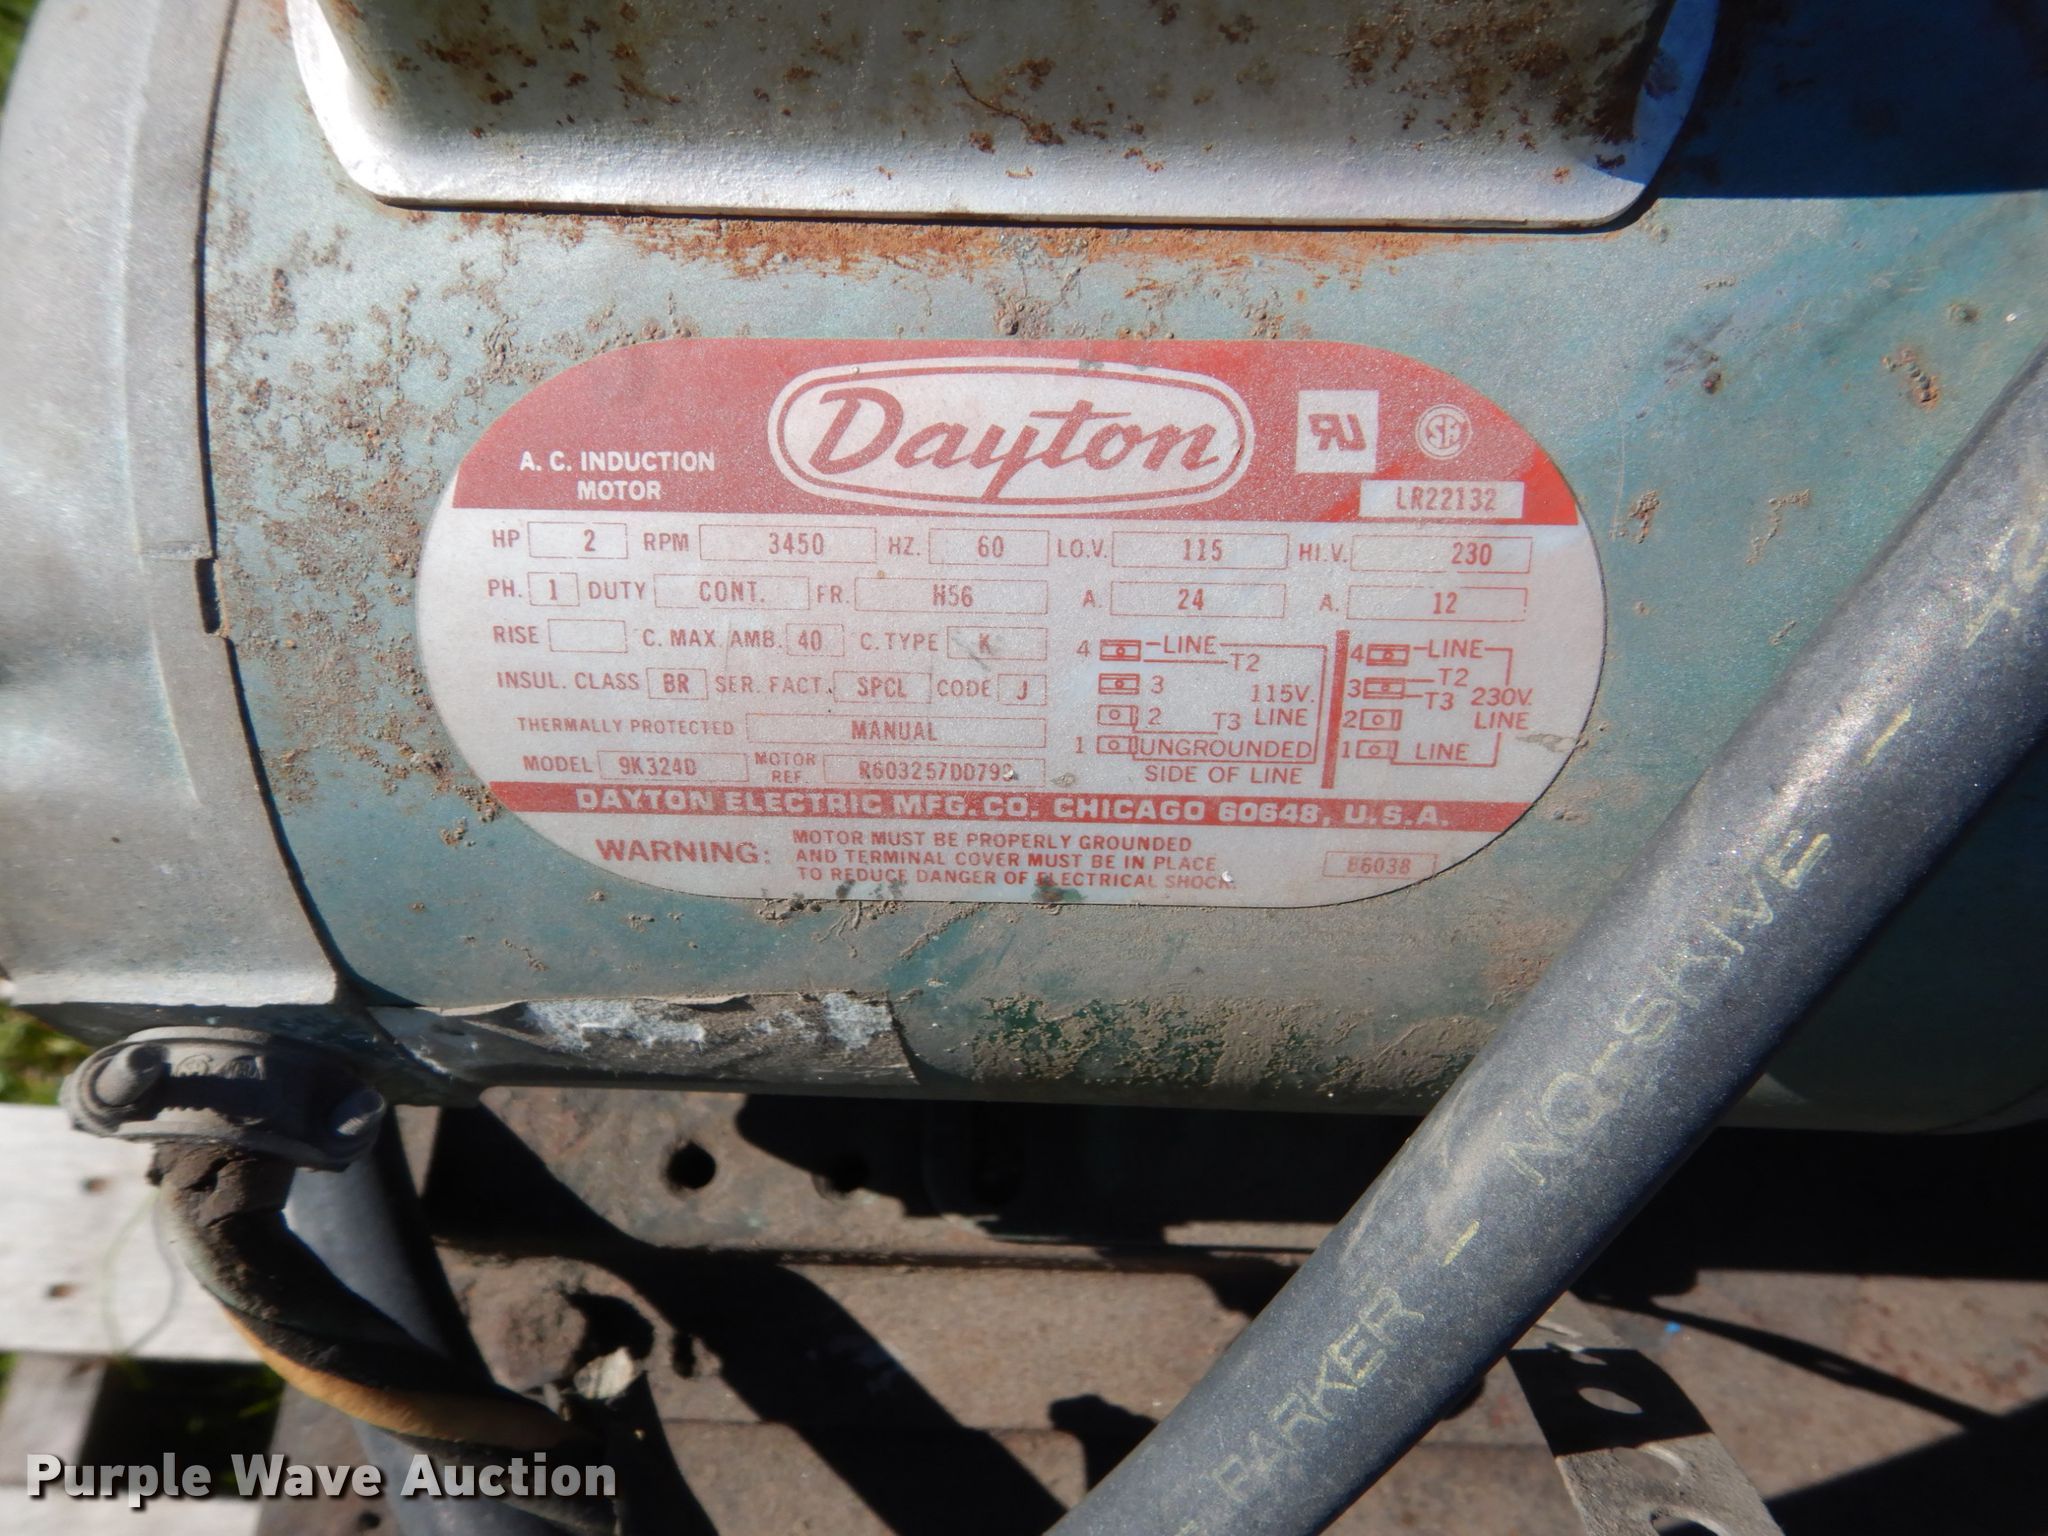 Dayton
A. C. INDUCTION
MOTOR
LR22132
HP 2 RPM 3450 HZ. 60 LO.V. 115 HI.V. 230
PH. 1 DUTY CONT. FR. H56 A. 24 A. 12
RISE C. MAX. AMB. 40 C. TYPE K
INSUL. CLASS BR SER. FACT. SPCL CODE J
THERMALLY PROTECTED MANUAL
MODEL 9K324D MOTOR REF.
4 LINE
T2
3 115V.
2 T3 LINE
1 UNGROUNDED
SIDE OF LINE
4 LINE
T2
3 T3 230V.
2 LINE
1 LINE
DAYTON ELECTRIC MFG. CO. CHICAGO 60648, U.S.A.
WARNING: MOTOR MUST BE PROPERLY GROUNDED
AND TERMINAL COVER MUST BE IN PLACE
TO REDUCE DANGER OF ELECTRICAL SHOCK.
B6038
PARKER - NO-SKIVE -
Purple Wave Auction